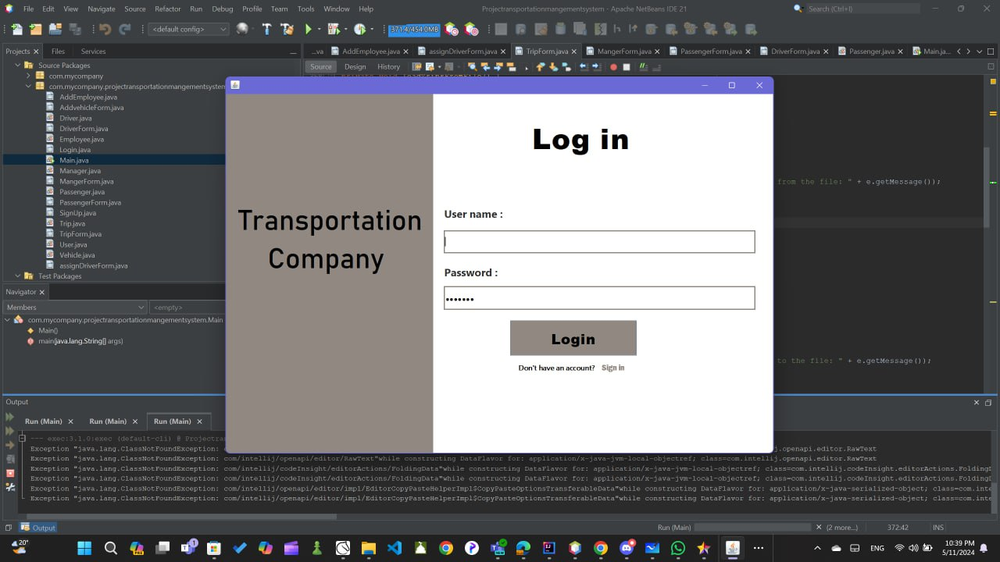 File Edit View Navigate Source Refactor Run Debug Profile Team Tools Window Help Projectransportationmangementsystem - Apache NetBeans IDE 21 Search (Ctrl+I)
<default config> 371.4/454.0MB
Projects Files Services
...va AddEmployee.java assignDriverForm.java TripForm.java MangerForm.java PassengerForm.java DriverForm.java Passenger.java Main.ja...
Source Design History
Source Packages
com.mycompany
com.mycompany.projectransportationmangementsystem
AddEmployee.java
AddvehicleForm.java
Driver.java
DriverForm.java
Employee.java
Login.java
Main.java
Manager.java
MangerForm.java
Passenger.java
PassengerForm.java
SignUp.java
Trip.java
TripForm.java
User.java
Vehicle.java
assignDriverForm.java
Test Packages
from the file: " + e.getMessage());
to the file: " + e.getMessage());
Transportation
Company
Log in
User name :
Password :
Login
Don't have an account? Sign in
Navigator
Members <empty>
com.mycompany.projectransportationmangementsystem.Main
Main()
main(java.lang.String[] args)
Output
Run (Main) Run (Main) Run (Main)
--- exec:3.1.0:exec (default-cli) @ Projectran
Exception "java.lang.ClassNotFoundException: com/intellij/openapi/editor/RawText"while constructing DataFlavor for: application/x-java-jvm-local-objectref; class=com.intellij.openapi.editor.RawText
Exception "java.lang.ClassNotFoundException: com/intellij/openapi/editor/RawText"while constructing DataFlavor for: application/x-java-jvm-local-objectref; class=com.intellij.openapi.editor.RawText
Exception "java.lang.ClassNotFoundException: com/intellij/codeInsight/editorActions/FoldingData"while constructing DataFlavor for: application/x-java-jvm-local-objectref; class=com.intellij.codeInsight.editorActions.FoldingD
Exception "java.lang.ClassNotFoundException: com/intellij/codeInsight/editorActions/FoldingData"while constructing DataFlavor for: application/x-java-jvm-local-objectref; class=com.intellij.codeInsight.editorActions.FoldingD
Exception "java.lang.ClassNotFoundException: com/intellij/openapi/editor/impl/EditorCopyPasteHelperImpl$CopyPasteOptionsTransferableData"while constructing DataFlavor for: application/x-java-serialized-object; class=com.inte
Exception "java.lang.ClassNotFoundException: com/intellij/openapi/editor/impl/EditorCopyPasteHelperImpl$CopyPasteOptionsTransferableData"while constructing DataFlavor for: application/x-java-serialized-object; class=com.inte
Output Run (Main) (2 more...) 372:42 INS
20° ENG 10:39 PM
5/11/2024